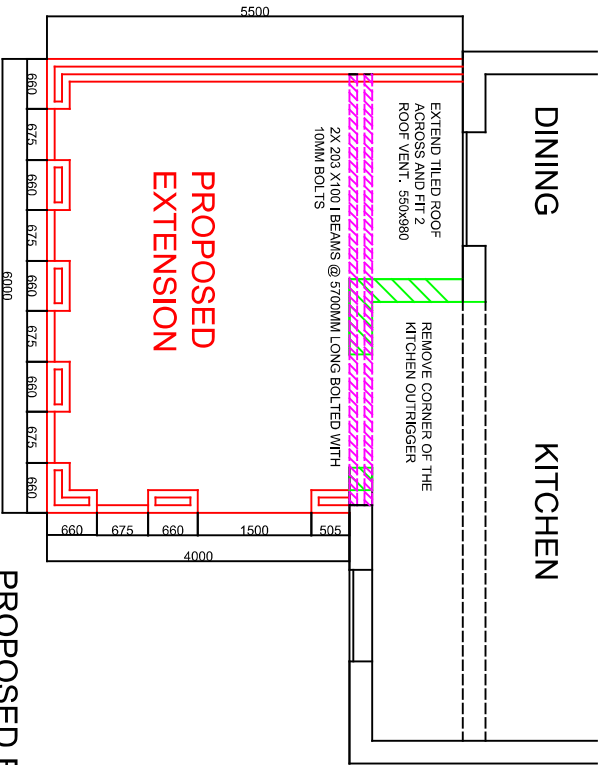 5500
DINING
KITCHEN
EXTEND TILED ROOF
ACROSS AND FIT 2
ROOF VENT. 550x980
REMOVE CORNER OF THE
KITCHEN OUTRIGGER
2X 203 X100 I BEAMS @ 5700MM LONG BOLTED WITH
10MM BOLTS
PROPOSED
EXTENSION
660
675
660
675
660
675
660
675
660
6000
660
675
660
1500
505
4000